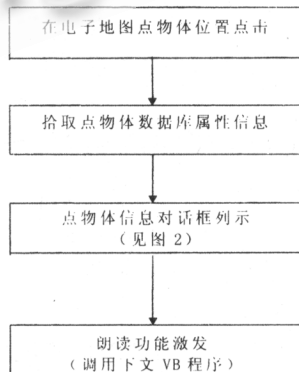 在电子地图点物体位置点击
拾取点物体数据库属性信息
点物体信息对话框列示
（见图 2）
朗读功能激发
（调用下文 VB 程序）